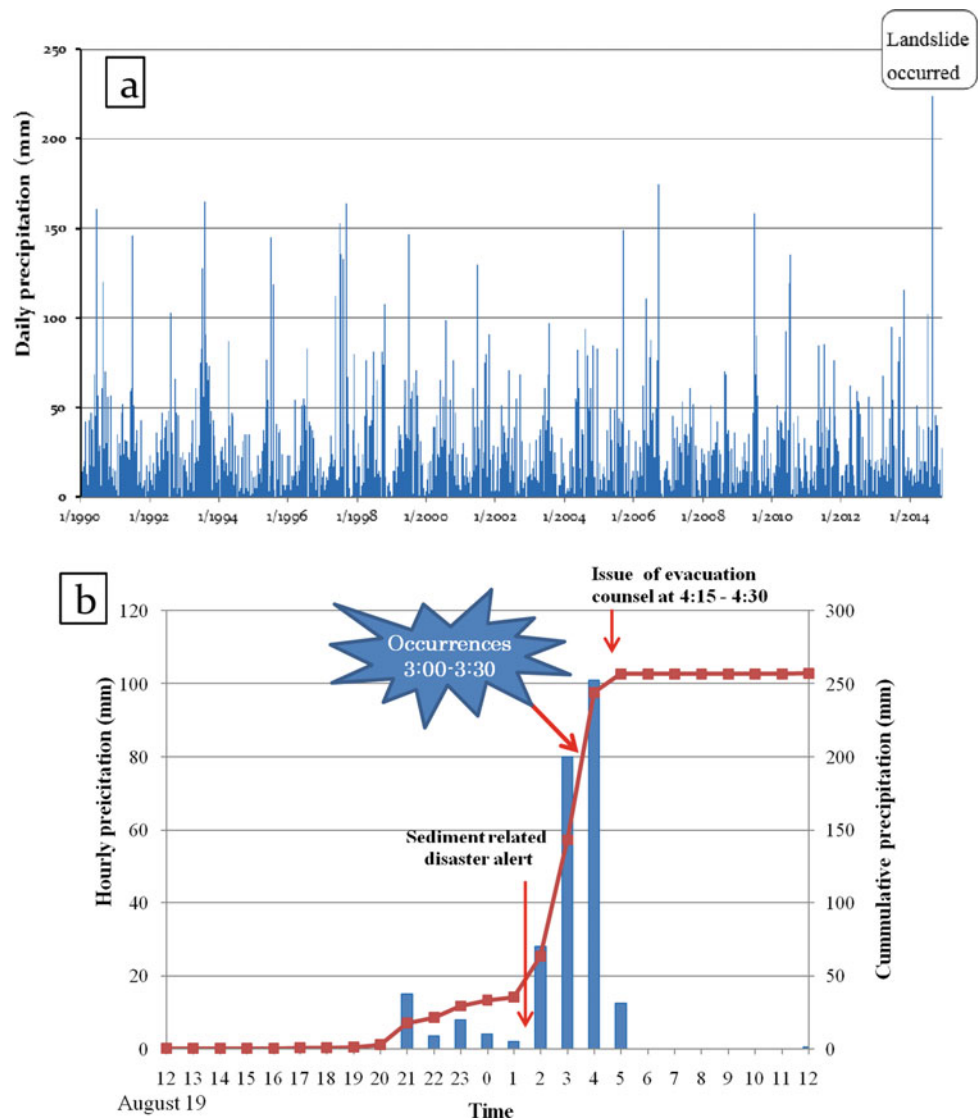 Landslide
occurred
a
Daily precipitation (mm)
250
200
150
100
50
0
1/1990 1/1992 1/1994 1/1996 1/1998 1/2000 1/2002 1/2004 1/2006 1/2008 1/2010 1/2012 1/2014
b
Issue of evacuation
counsel at 4:15 - 4:30
Occurrences
3:00-3:30
Sediment related
disaster alert
Hourly preicitation (mm)
120
100
80
60
40
20
0
Cummulative precipitation (mm)
300
250
200
150
100
50
0
12 13 14 15 16 17 18 19 20 21 22 23 0 1 2 3 4 5 6 7 8 9 10 11 12
August 19
Time